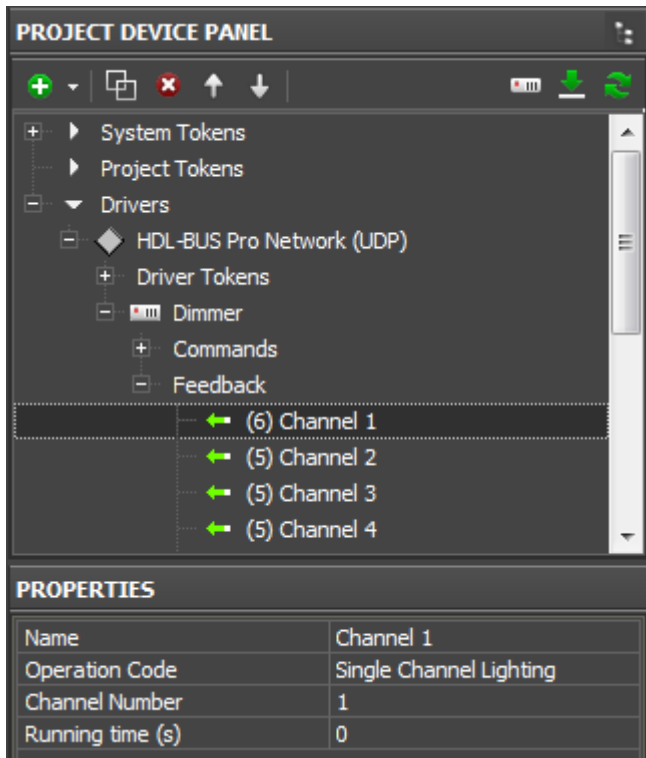 PROJECT DEVICE PANEL
System Tokens
Project Tokens
Drivers
HDL-BUS Pro Network (UDP)
Driver Tokens
Dimmer
Commands
Feedback
(6) Channel 1
(5) Channel 2
(5) Channel 3
(5) Channel 4
PROPERTIES
Name Channel 1
Operation Code Single Channel Lighting
Channel Number 1
Running time (s) 0